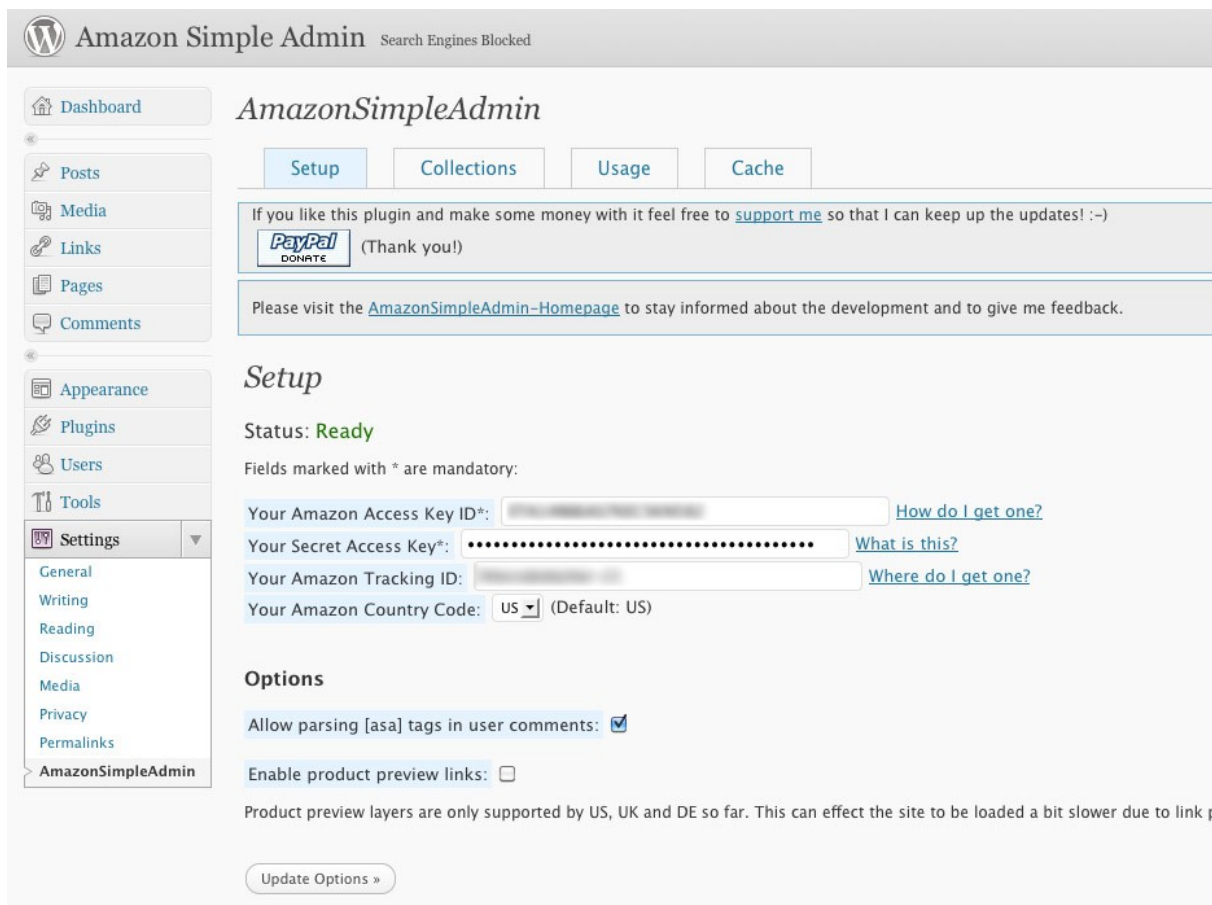 Amazon Simple Admin Search Engines Blocked
Dashboard
Posts
Media
Links
Pages
Comments
Appearance
Plugins
Users
Tools
Settings
General
Writing
Reading
Discussion
Media
Privacy
Permalinks
AmazonSimpleAdmin
AmazonSimpleAdmin
Setup Collections Usage Cache
If you like this plugin and make some money with it feel free to support me so that I can keep up the updates! :-)
PayPal
DONATE
(Thank you!)
Please visit the AmazonSimpleAdmin-Homepage to stay informed about the development and to give me feedback.
Setup
Status: Ready
Fields marked with * are mandatory:
Your Amazon Access Key ID*: How do I get one?
Your Secret Access Key*: What is this?
Your Amazon Tracking ID: Where do I get one?
Your Amazon Country Code: US (Default: US)
Options
Allow parsing [asa] tags in user comments:
Enable product preview links:
Product preview layers are only supported by US, UK and DE so far. This can effect the site to be loaded a bit slower due to link
Update Options »